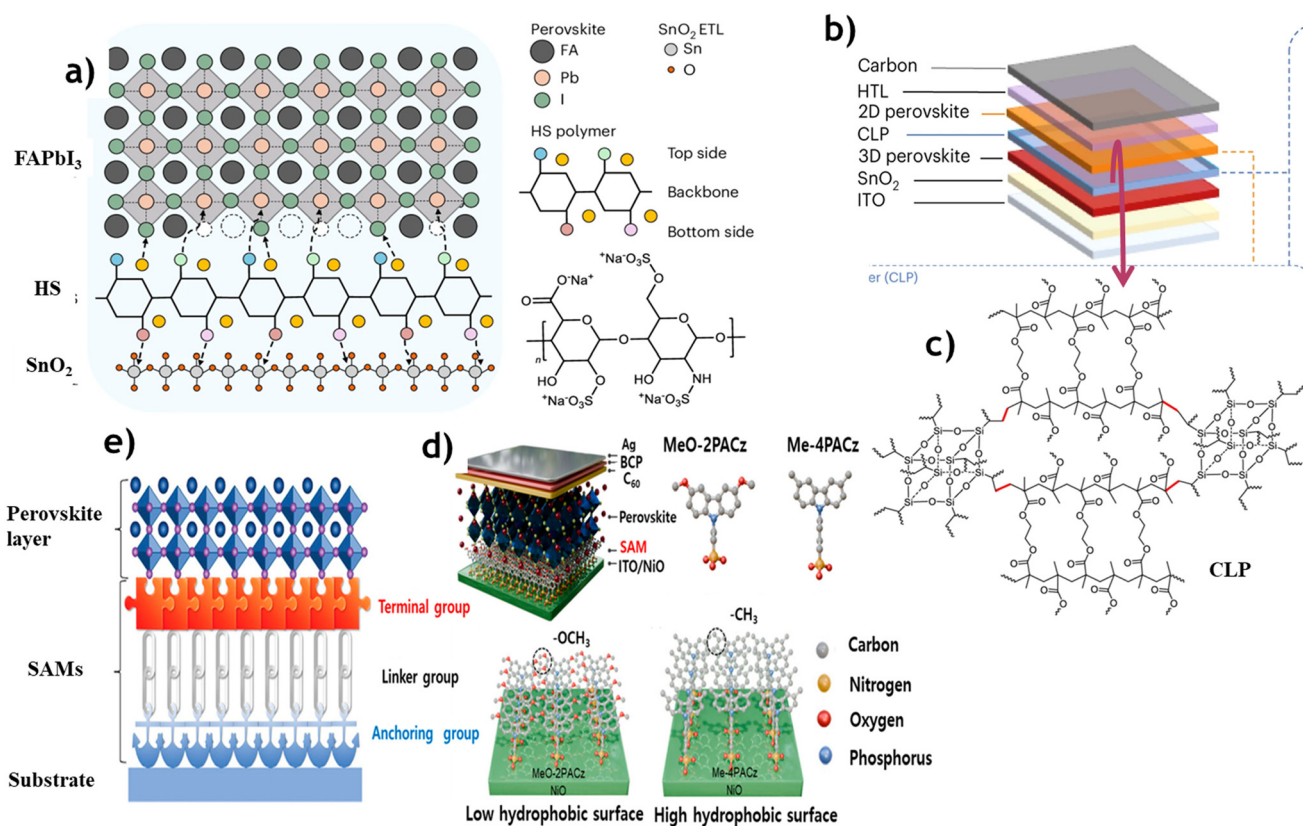 a)
Perovskite
FA
Pb
I
SnO₂ ETL
Sn
O
HS polymer
Top side
Backbone
Bottom side
FAPbI₃
HS
SnO₂
⁺Na⁻O₃S
O⁻Na⁺
O
O
O
O
O
O
n
HO
O
⁺Na⁻O₃S
HO
NH
⁺Na⁻O₃S
b)
Carbon
HTL
2D perovskite
CLP
3D perovskite
SnO₂
ITO
er (CLP)
c)
CLP
d)
Ag
BCP
C₆₀
Perovskite
SAM
ITO/NiO
MeO-2PACz
Me-4PACz
-OCH₃
-CH₃
MeO-2PACz
NiO
Me-4PACz
NiO
Low hydrophobic surface
High hydrophobic surface
Carbon
Nitrogen
Oxygen
Phosphorus
e)
Perovskite
layer
SAMs
Substrate
Terminal group
Linker group
Anchoring group